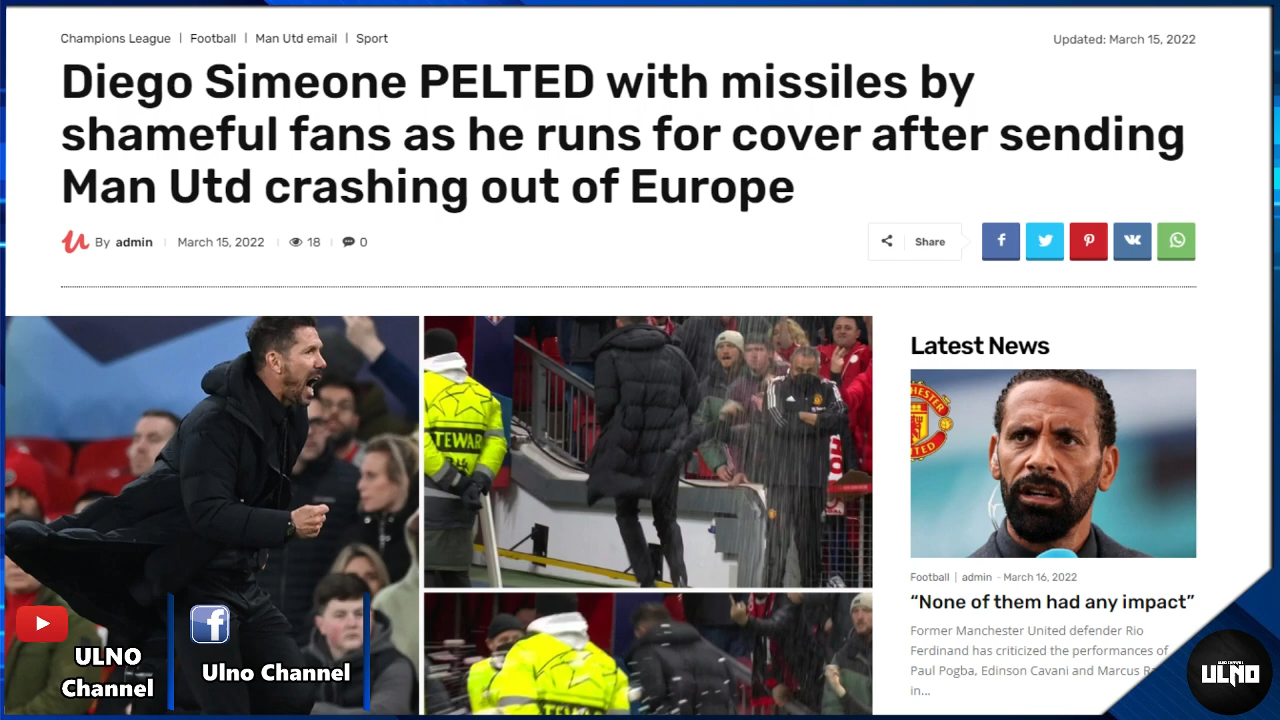 Champions League | Football | Man Utd email | Sport
Updated: March 15, 2022
Diego Simeone PELTED with missiles by
shameful fans as he runs for cover after sending
Man Utd crashing out of Europe
By admin
March 15, 2022
18
0
Share
TEWAR
Latest News
HESTER
TED
Football | admin - March 16, 2022
“None of them had any impact”
Former Manchester United defender Rio
Ferdinand has criticized the performances of
Paul Pogba, Edinson Cavani and Marcus
in...
ULNO
Channel
Ulno Channel
TEWAR
ULNO